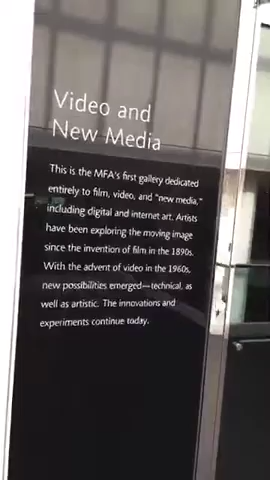 Video and
New Media
This is the MFA's first gallery dedicated
entirely to film, video, and "new media,"
including digital and internet art. Artists
have been exploring the moving image
since the invention of film in the 1890s.
With the advent of video in the 1960s,
new possibilities emerged—technical, as
well as artistic. The innovations and
experiments continue today.